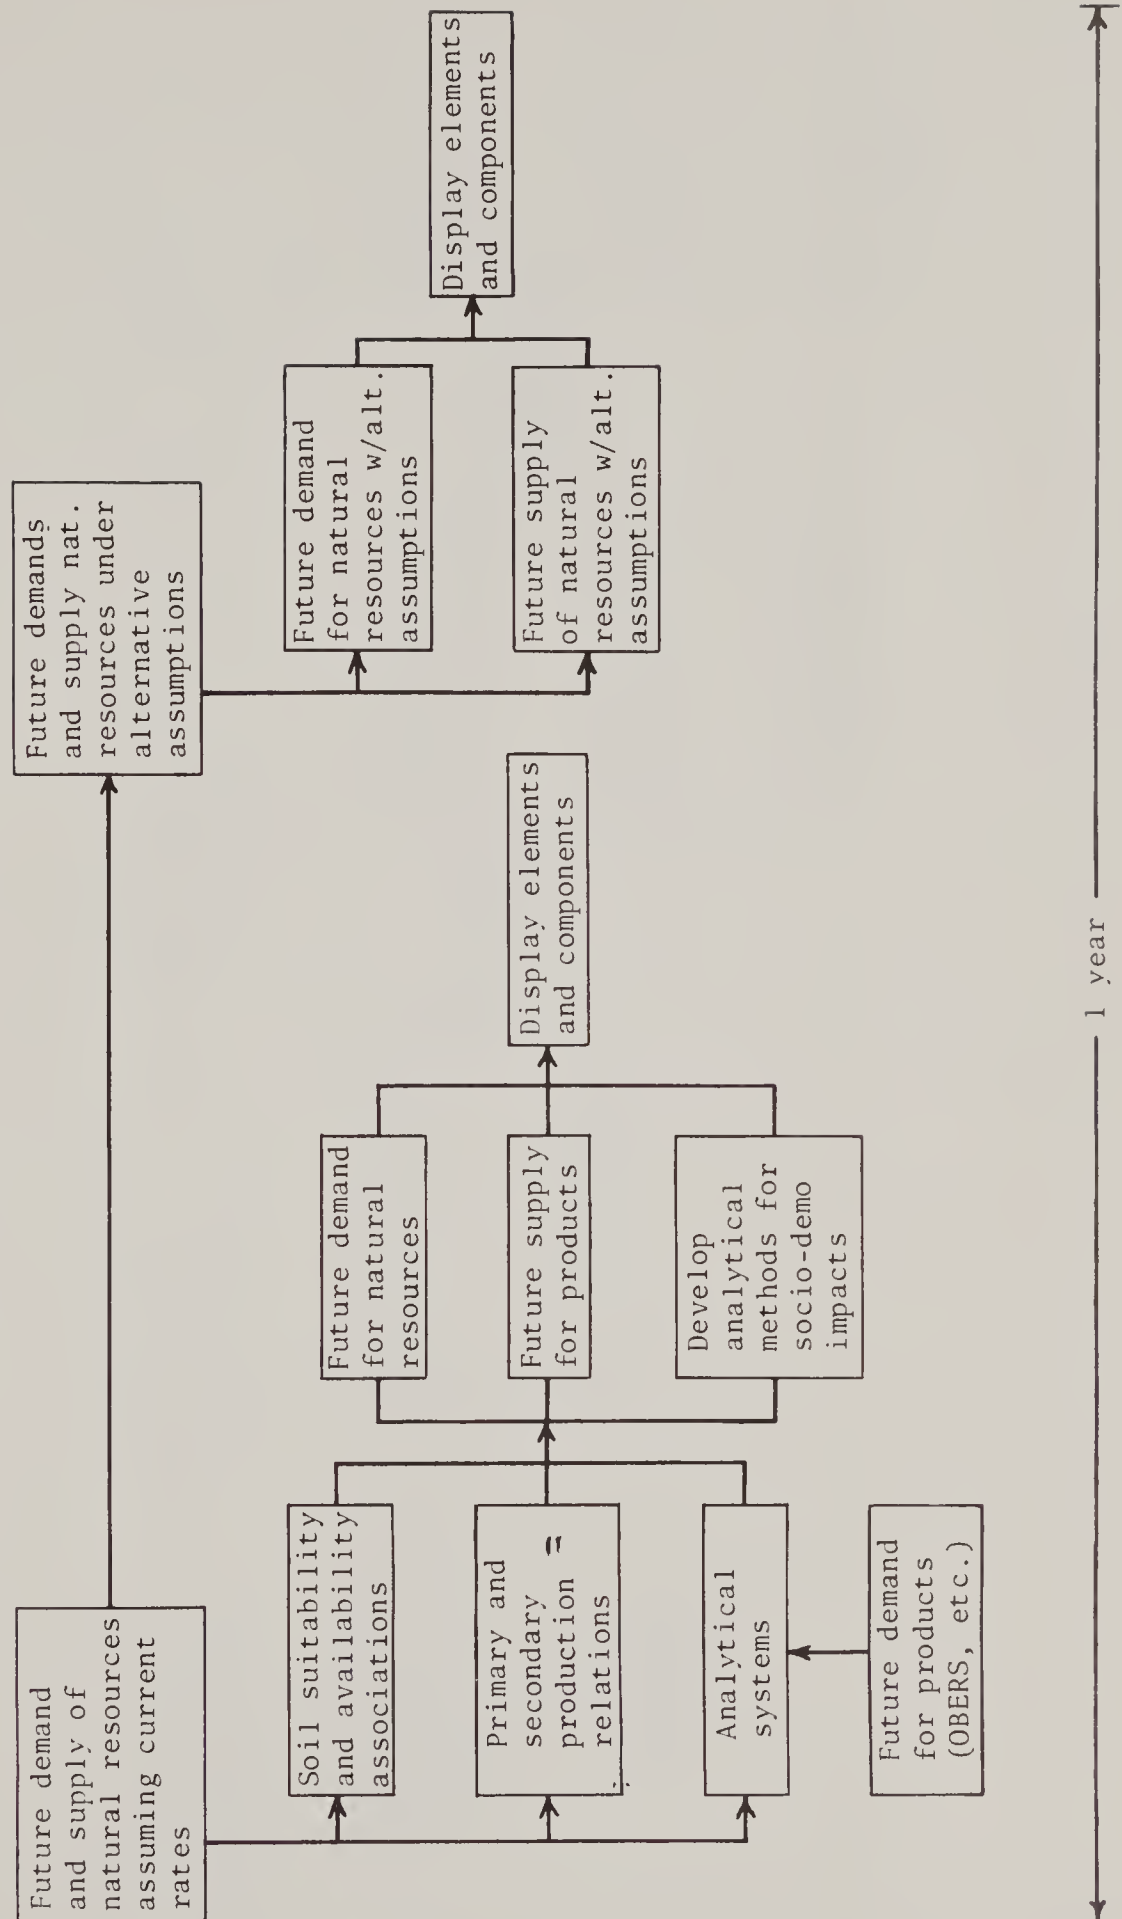 Future demand
and supply of
natural resources
assuming current
rates
Future demands
and supply nat.
resources under
alternative
assumptions
Soil suitability
and availability
associations
Primary and
secondary
production =
relations
Analytical
systems
Future demand
for products
(OBERS, etc.)
Future demand
for natural
resources
Future supply
for products
Develop
analytical
methods for
socio-demo
impacts
Display elements
and components
Future demand
for natural
resources w/alt.
assumptions
Future supply
of natural
resources w/alt.
assumptions
Display elements
and components
1 year